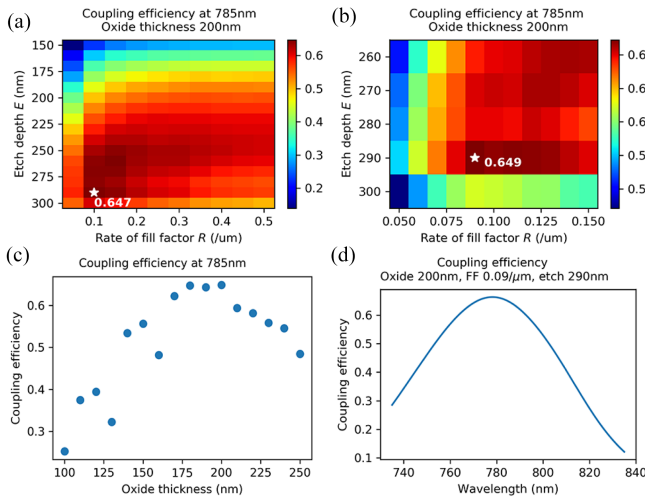 (a)
Coupling efficiency at 785nm
Oxide thickness 200nm
150
175
200
225
250
275
300
Etch depth E (nm)
0.647
0.1 0.2 0.3 0.4 0.5
Rate of fill factor R (/um)
0.6
0.5
0.4
0.3
0.2
(b)
Coupling efficiency at 785nm
Oxide thickness 200nm
260
270
280
290
300
Etch depth E (nm)
0.649
0.050 0.075 0.100 0.125 0.150
Rate of fill factor R (/um)
0.6
0.6
0.6
0.5
0.5
(c)
Coupling efficiency at 785nm
0.6
0.5
0.4
0.3
Coupling efficiency
100 125 150 175 200 225 250
Oxide thickness (nm)
(d)
Coupling efficiency
Oxide 200nm, FF 0.09/μm, etch 290nm
0.7
0.6
0.5
0.4
0.3
0.2
0.1
Coupling efficiency
740 760 780 800 820 840
Wavelength (nm)